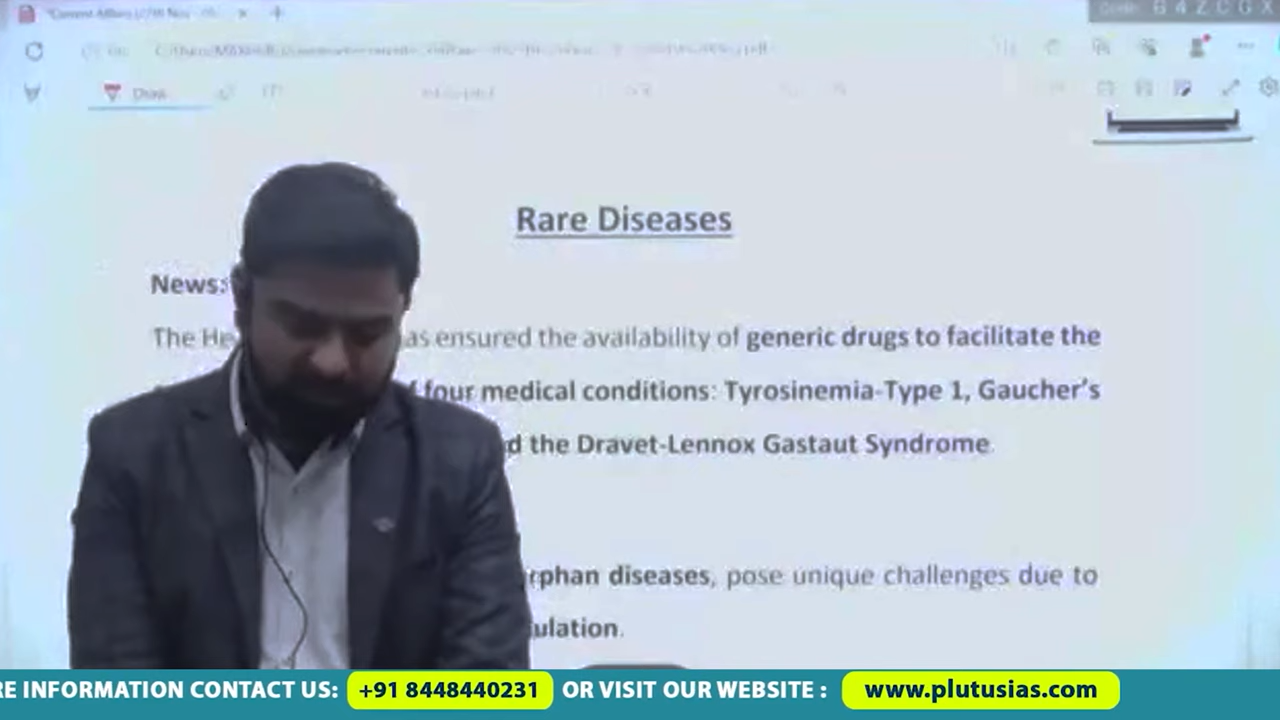 Draw
Rare Diseases
News:
The He as ensured the availability of generic drugs to facilitate the
four medical conditions: Tyrosinemia-Type 1, Gaucher’s
d the Dravet-Lennox Gastaut Syndrome.
rphan diseases, pose unique challenges due to
ulation.
RE INFORMATION CONTACT US: +91 8448440231 OR VISIT OUR WEBSITE : www.plutusias.com